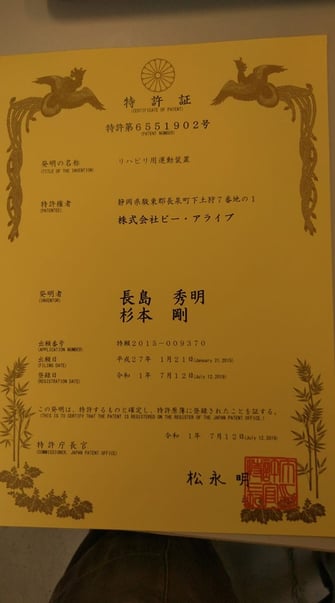 特許証
(CERTIFICATE OF PATENT)
特許第6551902号
(PATENT NUMBER)
発明の名称
(TITLE OF THE INVENTION)
リハビリ用運動装置
特許権者
(PATENTEE)
静岡県駿東郡長泉町下土狩7番地の1
株式会社ビー・アライブ
発明者
(INVENTOR)
長島 秀明
杉本 剛
出願番号
(APPLICATION NUMBER)
特願2015-009370
出願日
(FILING DATE)
平成27年 1月21日(January 21,2015)
登録日
(REGISTRATION DATE)
令和 1年 7月12日(July 12,2019)
この発明は、特許するものと確定し、特許原簿に登録されたことを証する。
(THIS IS TO CERTIFY THAT THE PATENT IS REGISTERED ON THE REGISTER OF THE JAPAN PATENT OFFICE.)
令和 1年 7月12日(July 12,2019)
特許庁長官
(COMMISSIONER, JAPAN PATENT OFFICE)
松永 明